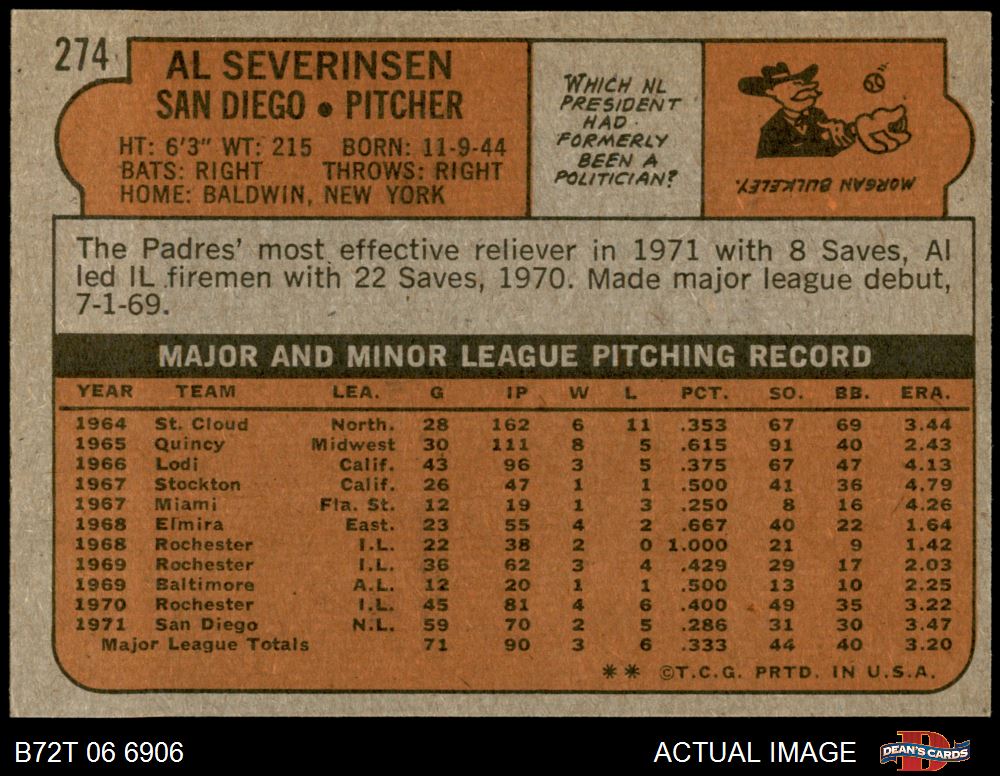 274
AL SEVERINSEN
SAN DIEGO • PITCHER
HT: 6'3" WT: 215 BORN: 11-9-44
BATS: RIGHT THROWS: RIGHT
HOME: BALDWIN, NEW YORK
WHICH NL
PRESIDENT
HAD
FORMERLY
BEEN A
POLITICIAN?
MORGAN BULKELEY.
The Padres' most effective reliever in 1971 with 8 Saves, Al
led IL firemen with 22 Saves, 1970. Made major league debut,
7-1-69.
MAJOR AND MINOR LEAGUE PITCHING RECORD
YEAR TEAM LEA. G IP W L PCT. SO. BB. ERA.
1964 St. Cloud North. 28 162 6 11 .353 67 69 3.44
1965 Quincy Midwest 30 111 8 5 .615 91 40 2.43
1966 Lodi Calif. 43 96 3 5 .375 67 47 4.13
1967 Stockton Calif. 26 47 1 1 .500 41 36 4.79
1967 Miami Fla. St. 12 19 1 3 .250 8 16 4.26
1968 Elmira East. 23 55 4 2 .667 40 22 1.64
1968 Rochester I.L. 22 38 2 0 1.000 21 9 1.42
1969 Rochester I.L. 36 62 3 4 .429 29 17 2.03
1969 Baltimore A.L. 12 20 1 1 .500 13 10 2.25
1970 Rochester I.L. 45 81 4 6 .400 49 35 3.22
1971 San Diego N.L. 59 70 2 5 .286 31 30 3.47
Major League Totals 71 90 3 6 .333 44 40 3.20
** ©T.C.G. PRTD. IN U.S.A.
B72T 06 6906
ACTUAL IMAGE
DEAN'S CARDS